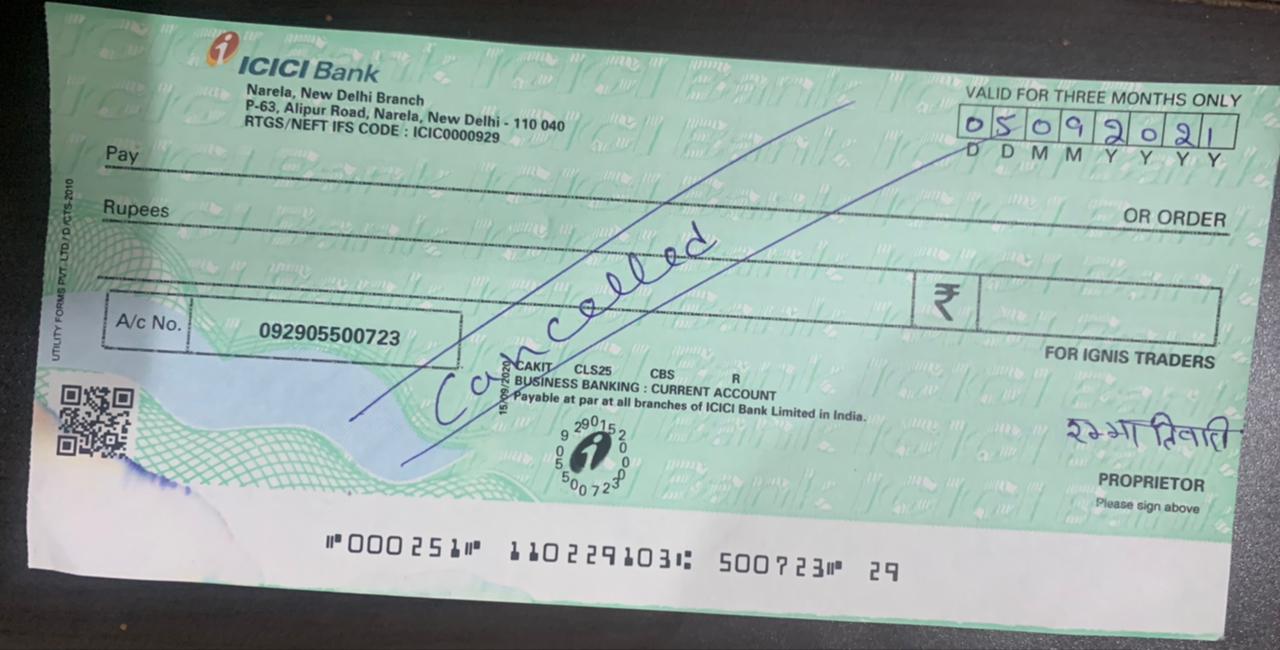 ICICI Bank
Narela, New Delhi Branch
P-63, Alipur Road, Narela, New Delhi - 110 040
RTGS/NEFT IFS CODE : ICIC0000929
VALID FOR THREE MONTHS ONLY
0 5 0 9 2 0 2 1
D D M M Y Y Y Y
Pay
OR ORDER
Rupees
₹
A/c No. 092905500723
Cancelled
FOR IGNIS TRADERS
CAKIT CLS25 CBS R
BUSINESS BANKING : CURRENT ACCOUNT
Payable at par at all branches of ICICI Bank Limited in India.
15/09/2020
UTILITY FORMS PVT. LTD / D /CTS-2010
रम्भा तिवारी
PROPRIETOR
Please sign above
⑈000251⑈ 110229103⑆ 500723⑈ 29